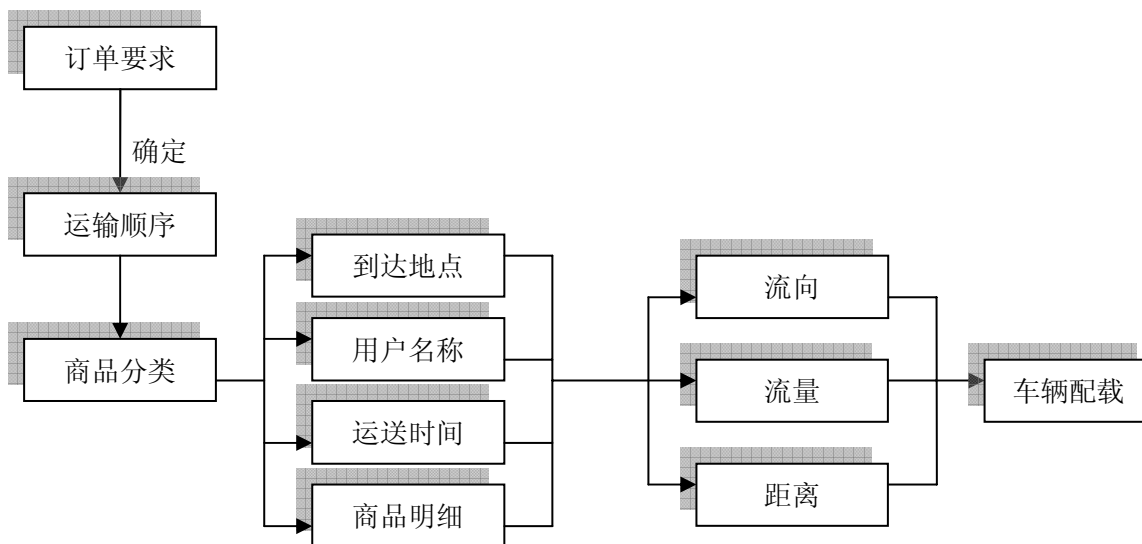 订单要求
确定
运输顺序
商品分类
到达地点
用户名称
运送时间
商品明细
流向
流量
距离
车辆配载